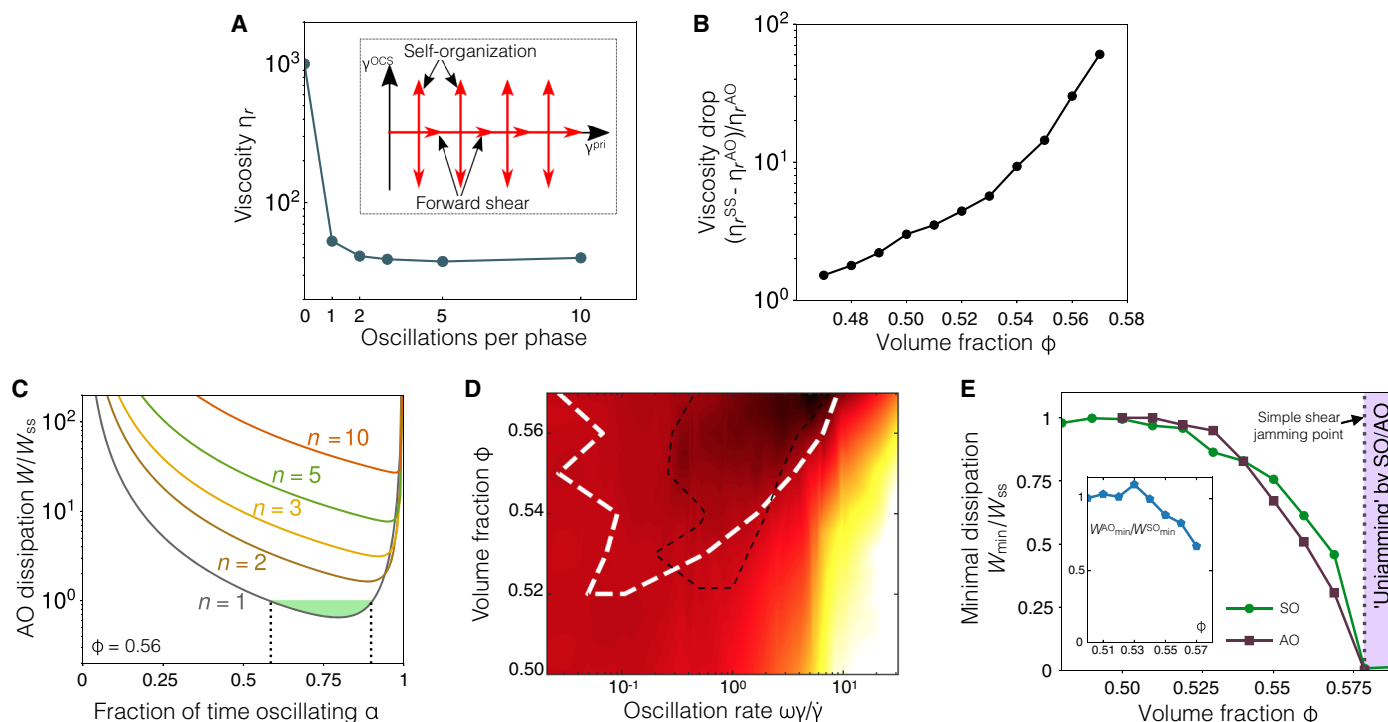 A
10³
10²
Viscosity ηr
0
1
2
5
10
Oscillations per phase
Self-organization
γOCS
γpri
Forward shear
B
10²
10¹
10⁰
Viscosity drop
(ηrSS - ηrAO)/ηrAO
0.48
0.50
0.52
0.54
0.56
0.58
Volume fraction ϕ
C
10²
10¹
10⁰
AO dissipation W/Wss
n = 10
n = 5
n = 3
n = 2
n = 1
ϕ = 0.56
0
0.25
0.5
0.75
1
Fraction of time oscillating α
D
0.56
0.54
0.52
0.50
Volume fraction ϕ
10⁻¹
10⁰
10¹
Oscillation rate ωγ/γ̇
E
1
0.75
0.5
0.25
0
Minimal dissipation
Wmin/Wss
Simple shear
jamming point
'Unjamming' by SO/AO
1
0.5
0
WAOmin/WSOmin
ϕ
0.51
0.53
0.55
0.57
SO
AO
0.50
0.525
0.55
0.575
Volume fraction ϕ